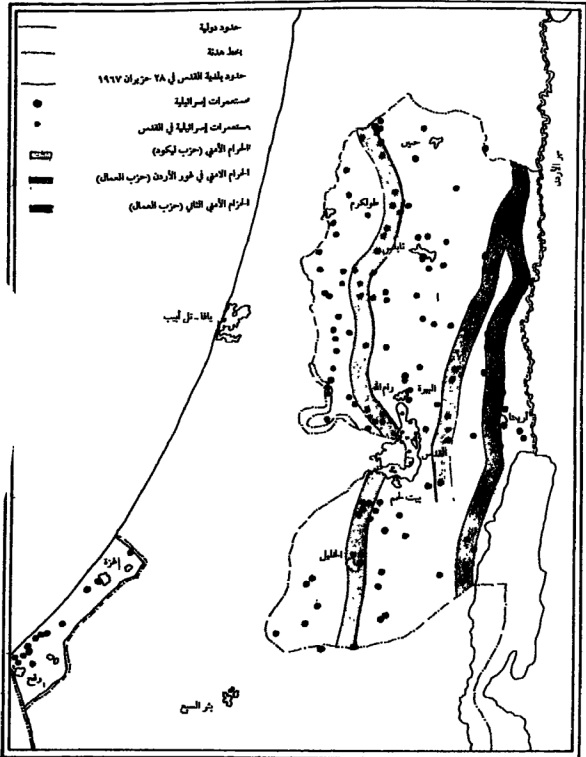 حدود دولية
بخط هدنة
حدود بلدية القدس في ٢٨ حزيران ١٩٦٧
مستعمرات إسرائيلية
مستعمرات إسرائيلية في القدس
الحزام الأمني (حزب ليكود)
الحزام الامني في غور الأردن (حزب العمال)
الحزام الأمني الثاني (حزب العمال)
نهر الأردن
جنين
طولكرم
نابلس
يافا - تل أبيب
البيرة
رام الله
أريحا
القدس
بيت لحم
الخليل
غزة
رفح
بئر السبع